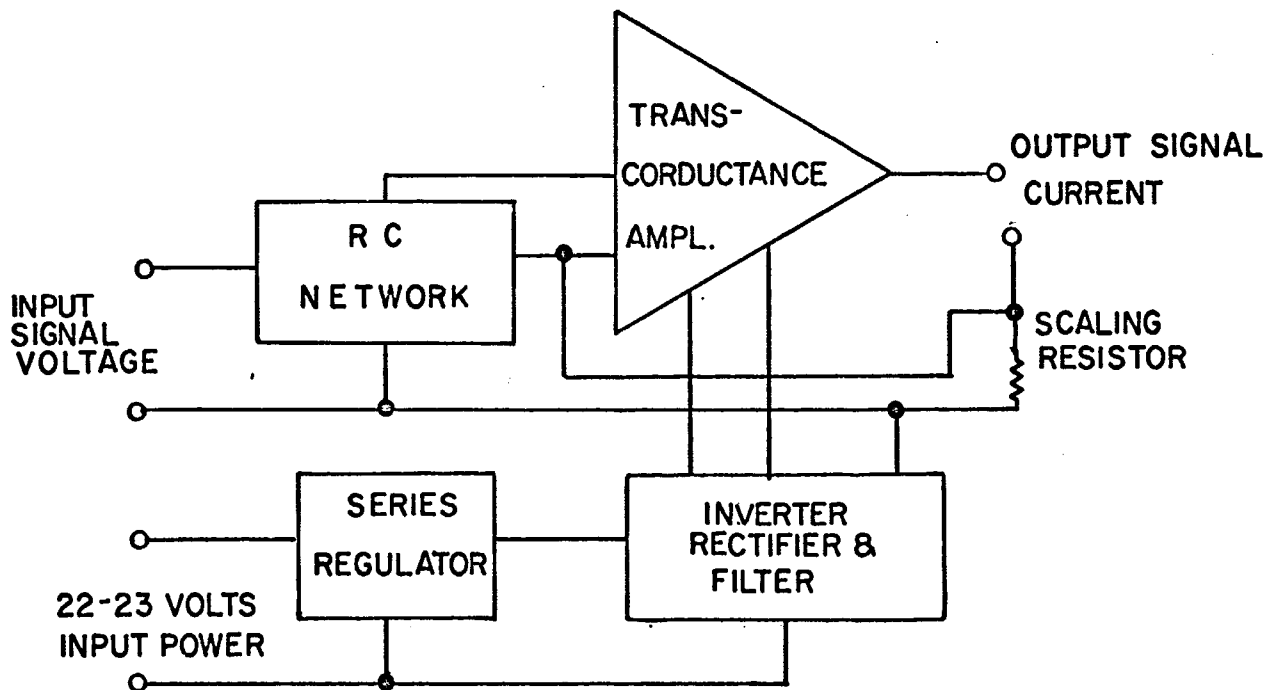 TRANS-
CORDUCTANCE
AMPL.
OUTPUT SIGNAL
CURRENT
R C
NETWORK
INPUT
SIGNAL
VOLTAGE
SCALING
RESISTOR
SERIES
REGULATOR
INVERTER
RECTIFIER &
FILTER
22-23 VOLTS
INPUT POWER